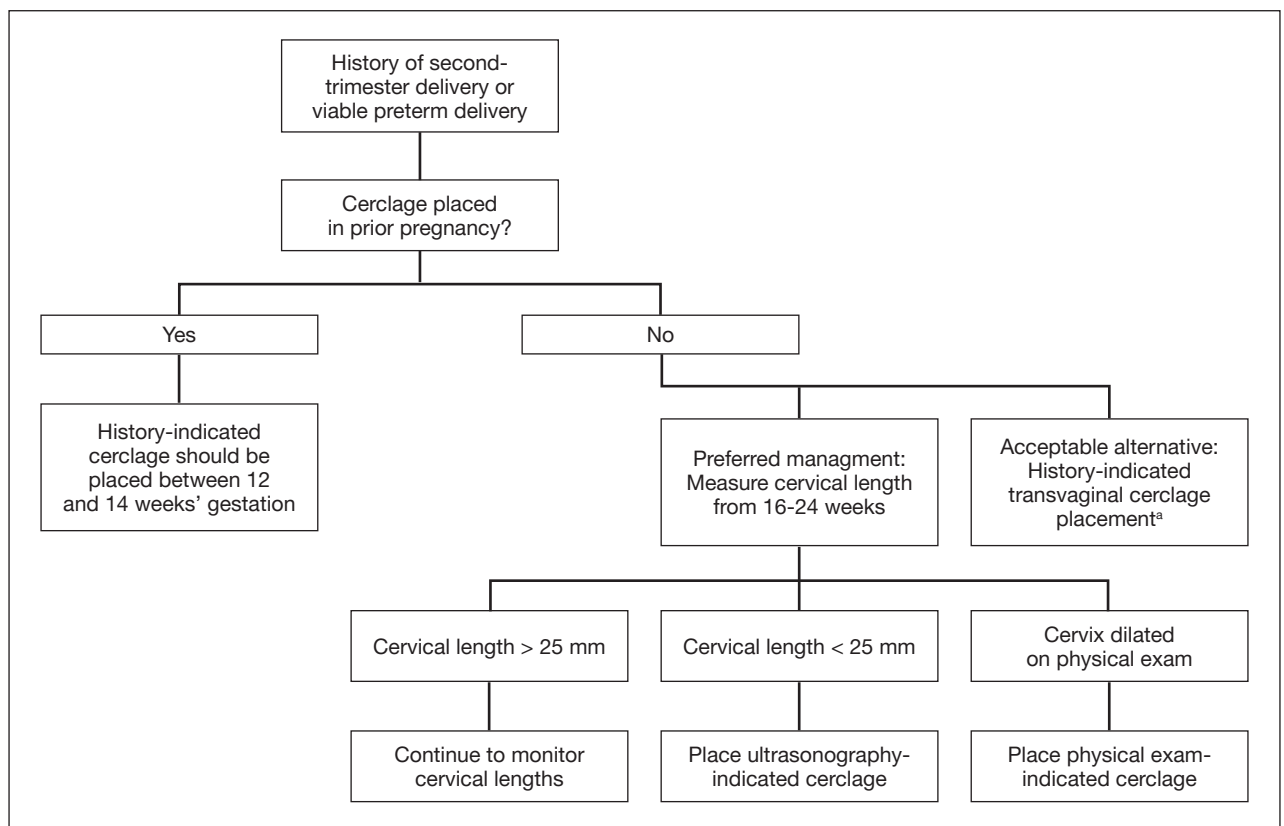 History of second-
trimester delivery or
viable preterm delivery
Cerclage placed
in prior pregnancy?
Yes
No
History-indicated
cerclage should be
placed between 12
and 14 weeks’ gestation
Preferred managment:
Measure cervical length
from 16-24 weeks
Acceptable alternative:
History-indicated
transvaginal cerclage
placementᵃ
Cervical length > 25 mm
Cervical length < 25 mm
Cervix dilated
on physical exam
Continue to monitor
cervical lengths
Place ultrasonography-
indicated cerclage
Place physical exam-
indicated cerclage